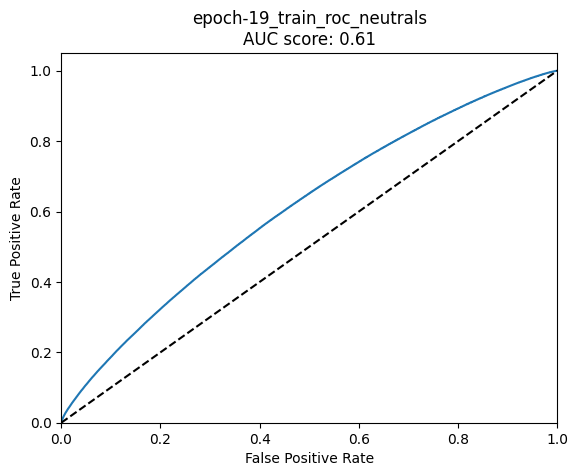 epoch-19_train_roc_neutrals
AUC score: 0.61
True Positive Rate
1.0
0.8
0.6
0.4
0.2
0.0
0.0 0.2 0.4 0.6 0.8 1.0
False Positive Rate